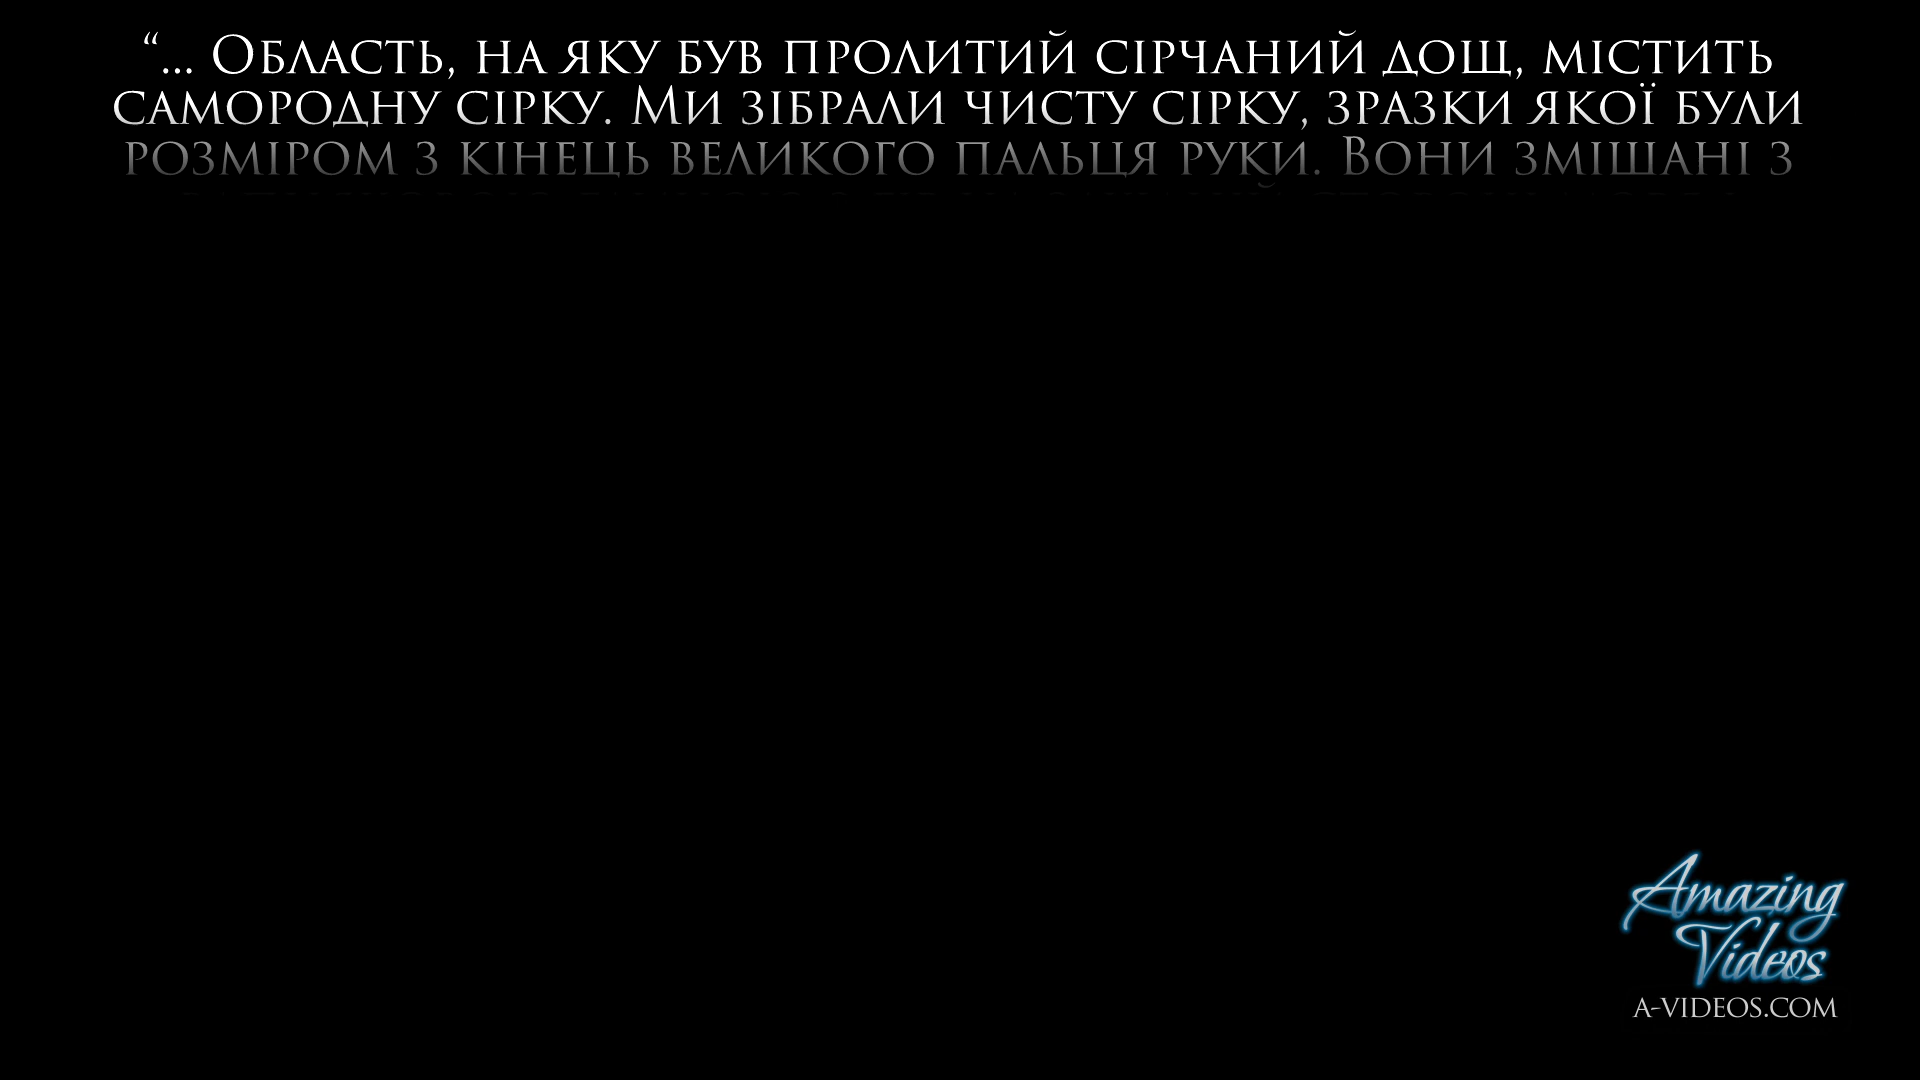 “... Область, на яку був пролитий сірчаний дощ, містить
самородну сірку. Ми зібрали чисту сірку, зразки якої були
розміром з кінець великого пальця руки. Вони змішані з
Amazing
Videos
A-VIDEOS.COM